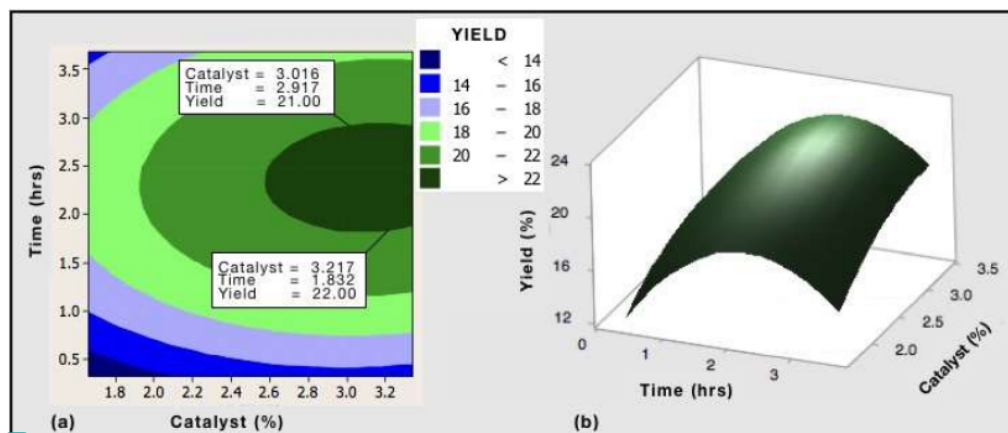 YIELD
< 14
14 – 16
16 – 18
18 – 20
20 – 22
> 22
3.5
3.0
2.5
2.0
1.5
1.0
0.5
Time (hrs)
Catalyst = 3.016
Time = 2.917
Yield = 21.00
Catalyst = 3.217
Time = 1.832
Yield = 22.00
1.8 2.0 2.2 2.4 2.6 2.8 3.0 3.2
(a) Catalyst (%)
24
20
16
12
Yield (%)
0 1 2 3
Time (hrs)
2.0 2.5 3.0 3.5
Catalyst (%)
(b)